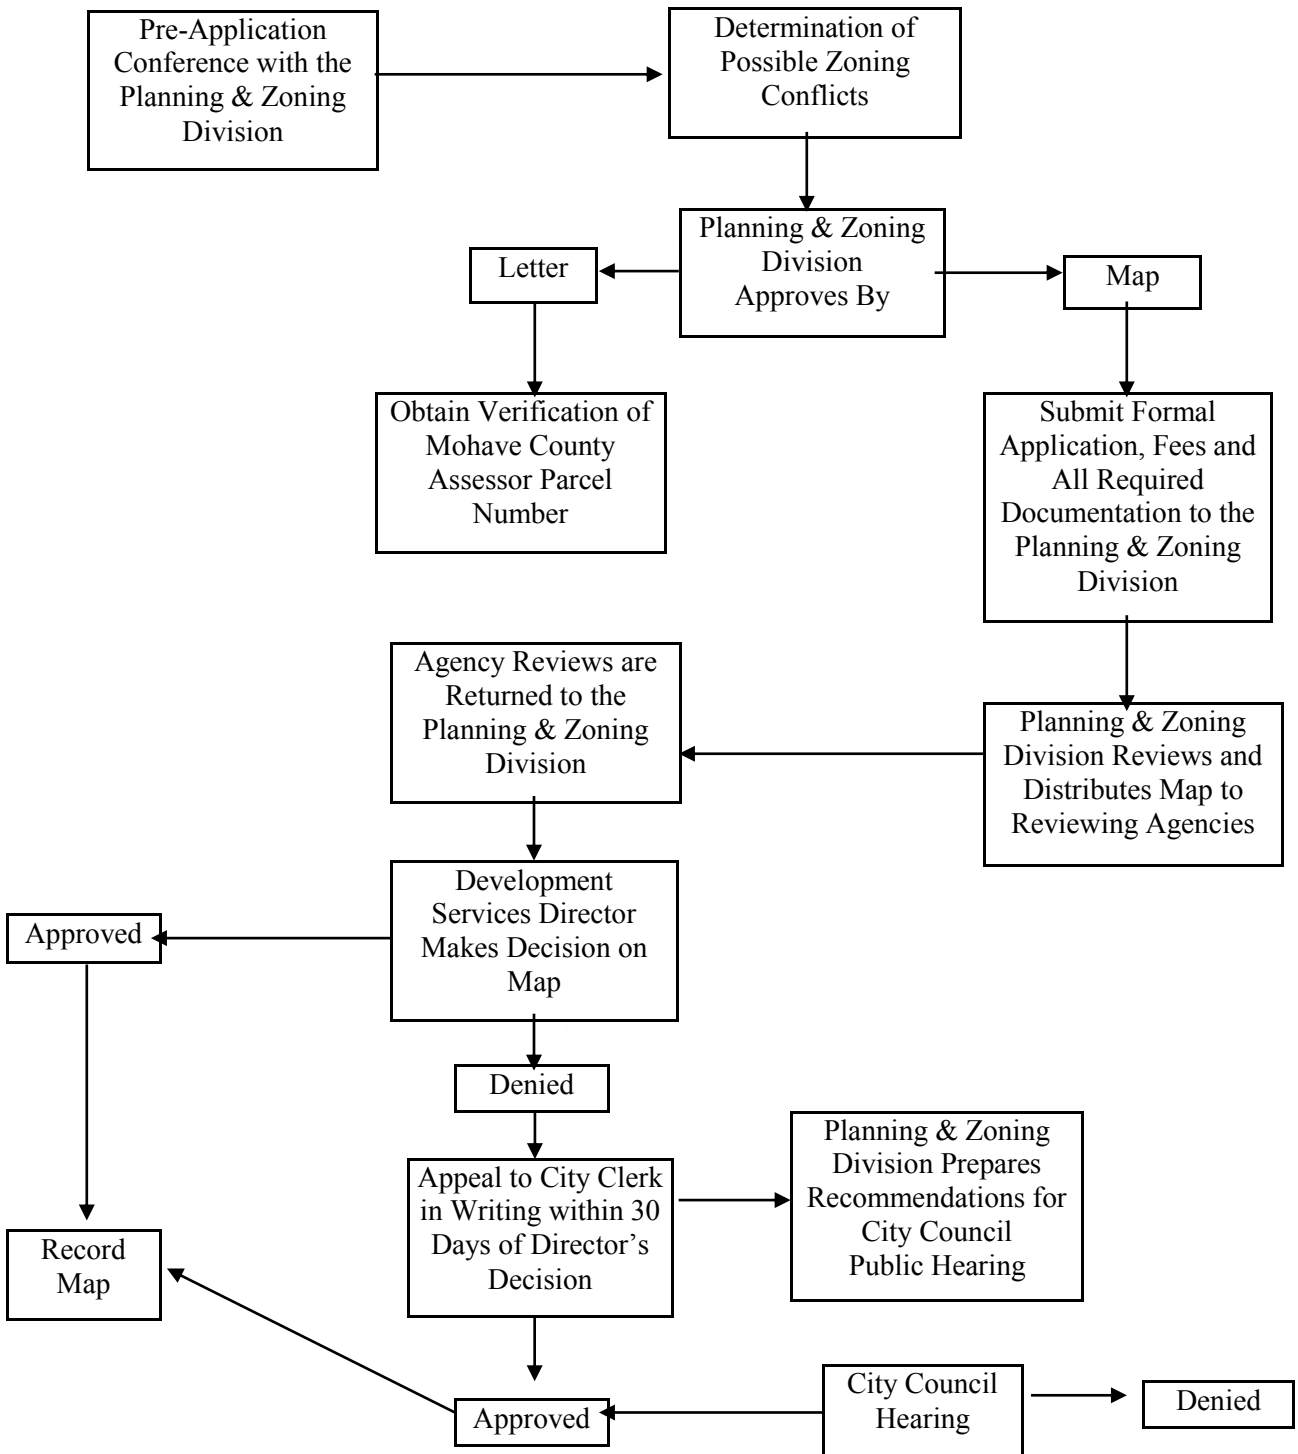 Pre-Application
Conference with the
Planning & Zoning
Division
Determination of
Possible Zoning
Conflicts
Planning & Zoning
Division
Approves By
Letter
Map
Obtain Verification of
Mohave County
Assessor Parcel
Number
Submit Formal
Application, Fees and
All Required
Documentation to the
Planning & Zoning
Division
Agency Reviews are
Returned to the
Planning & Zoning
Division
Planning & Zoning
Division Reviews and
Distributes Map to
Reviewing Agencies
Development
Services Director
Makes Decision on
Map
Approved
Denied
Appeal to City Clerk
in Writing within 30
Days of Director’s
Decision
Planning & Zoning
Division Prepares
Recommendations for
City Council
Public Hearing
Record
Map
Approved
City Council
Hearing
Denied